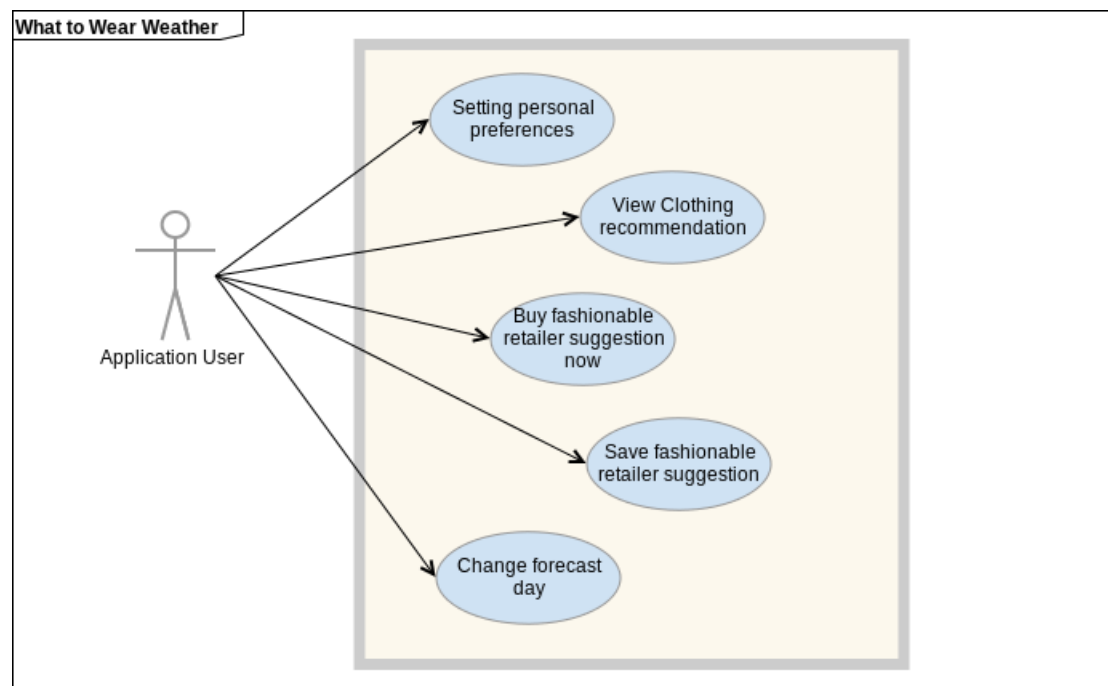 What to Wear Weather
Setting personal
preferences
View Clothing
recommendation
Application User
Buy fashionable
retailer suggestion
now
Save fashionable
retailer suggestion
Change forecast
day